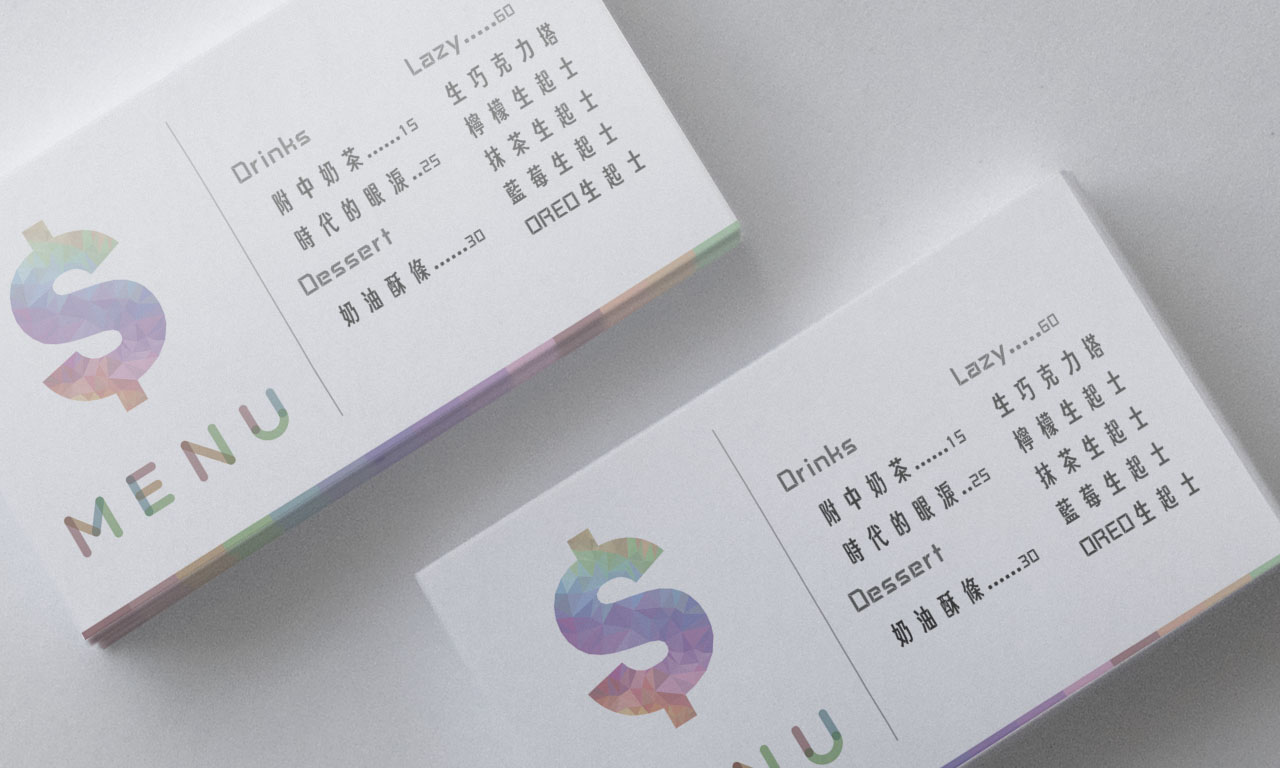 Drinks
附中奶茶......15
時代的眼淚..25
Dessert
奶油酥條......30
Lazy.....60
生巧克力塔
檸檬生起士
抹茶生起士
藍莓生起士
OREO生起士
$
MENU
Drinks
附中奶茶......15
時代的眼淚..25
Dessert
奶油酥條......30
Lazy.....60
生巧克力塔
檸檬生起士
抹茶生起士
藍莓生起士
OREO生起士
$
NU